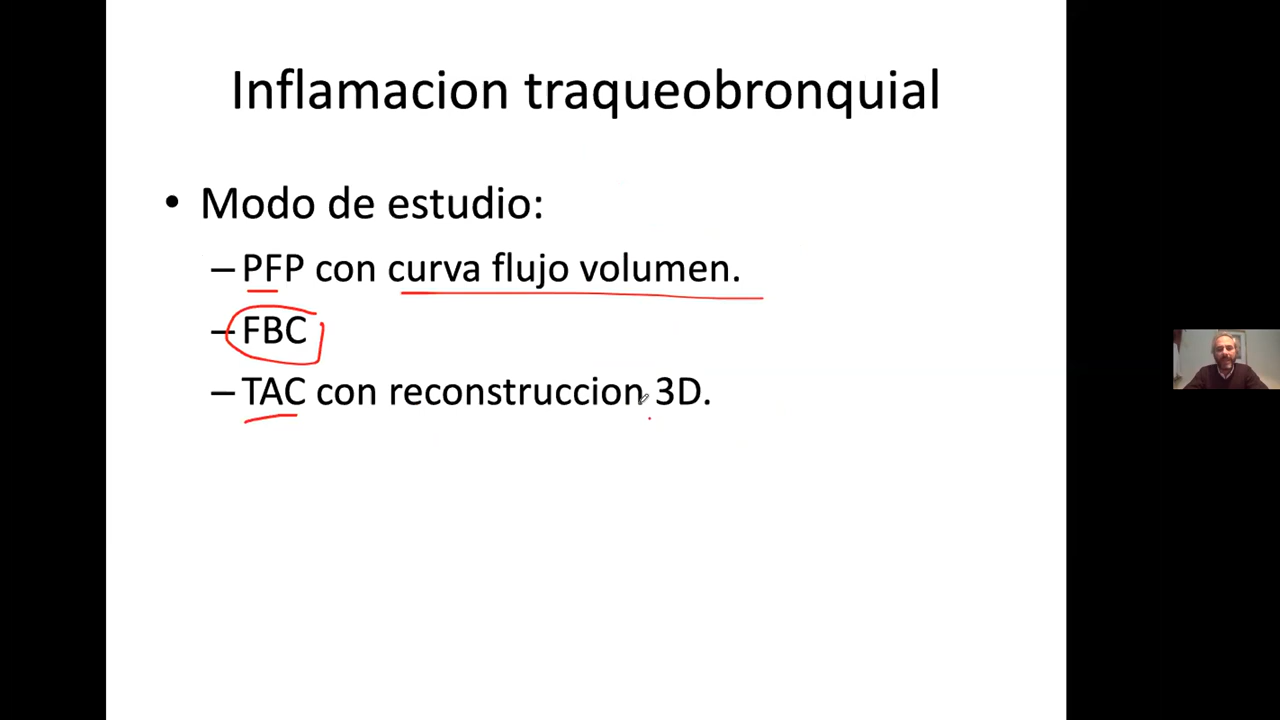 Inflamacion traqueobronquial
• Modo de estudio:
– PFP con curva flujo volumen.
– FBC
– TAC con reconstruccion 3D.